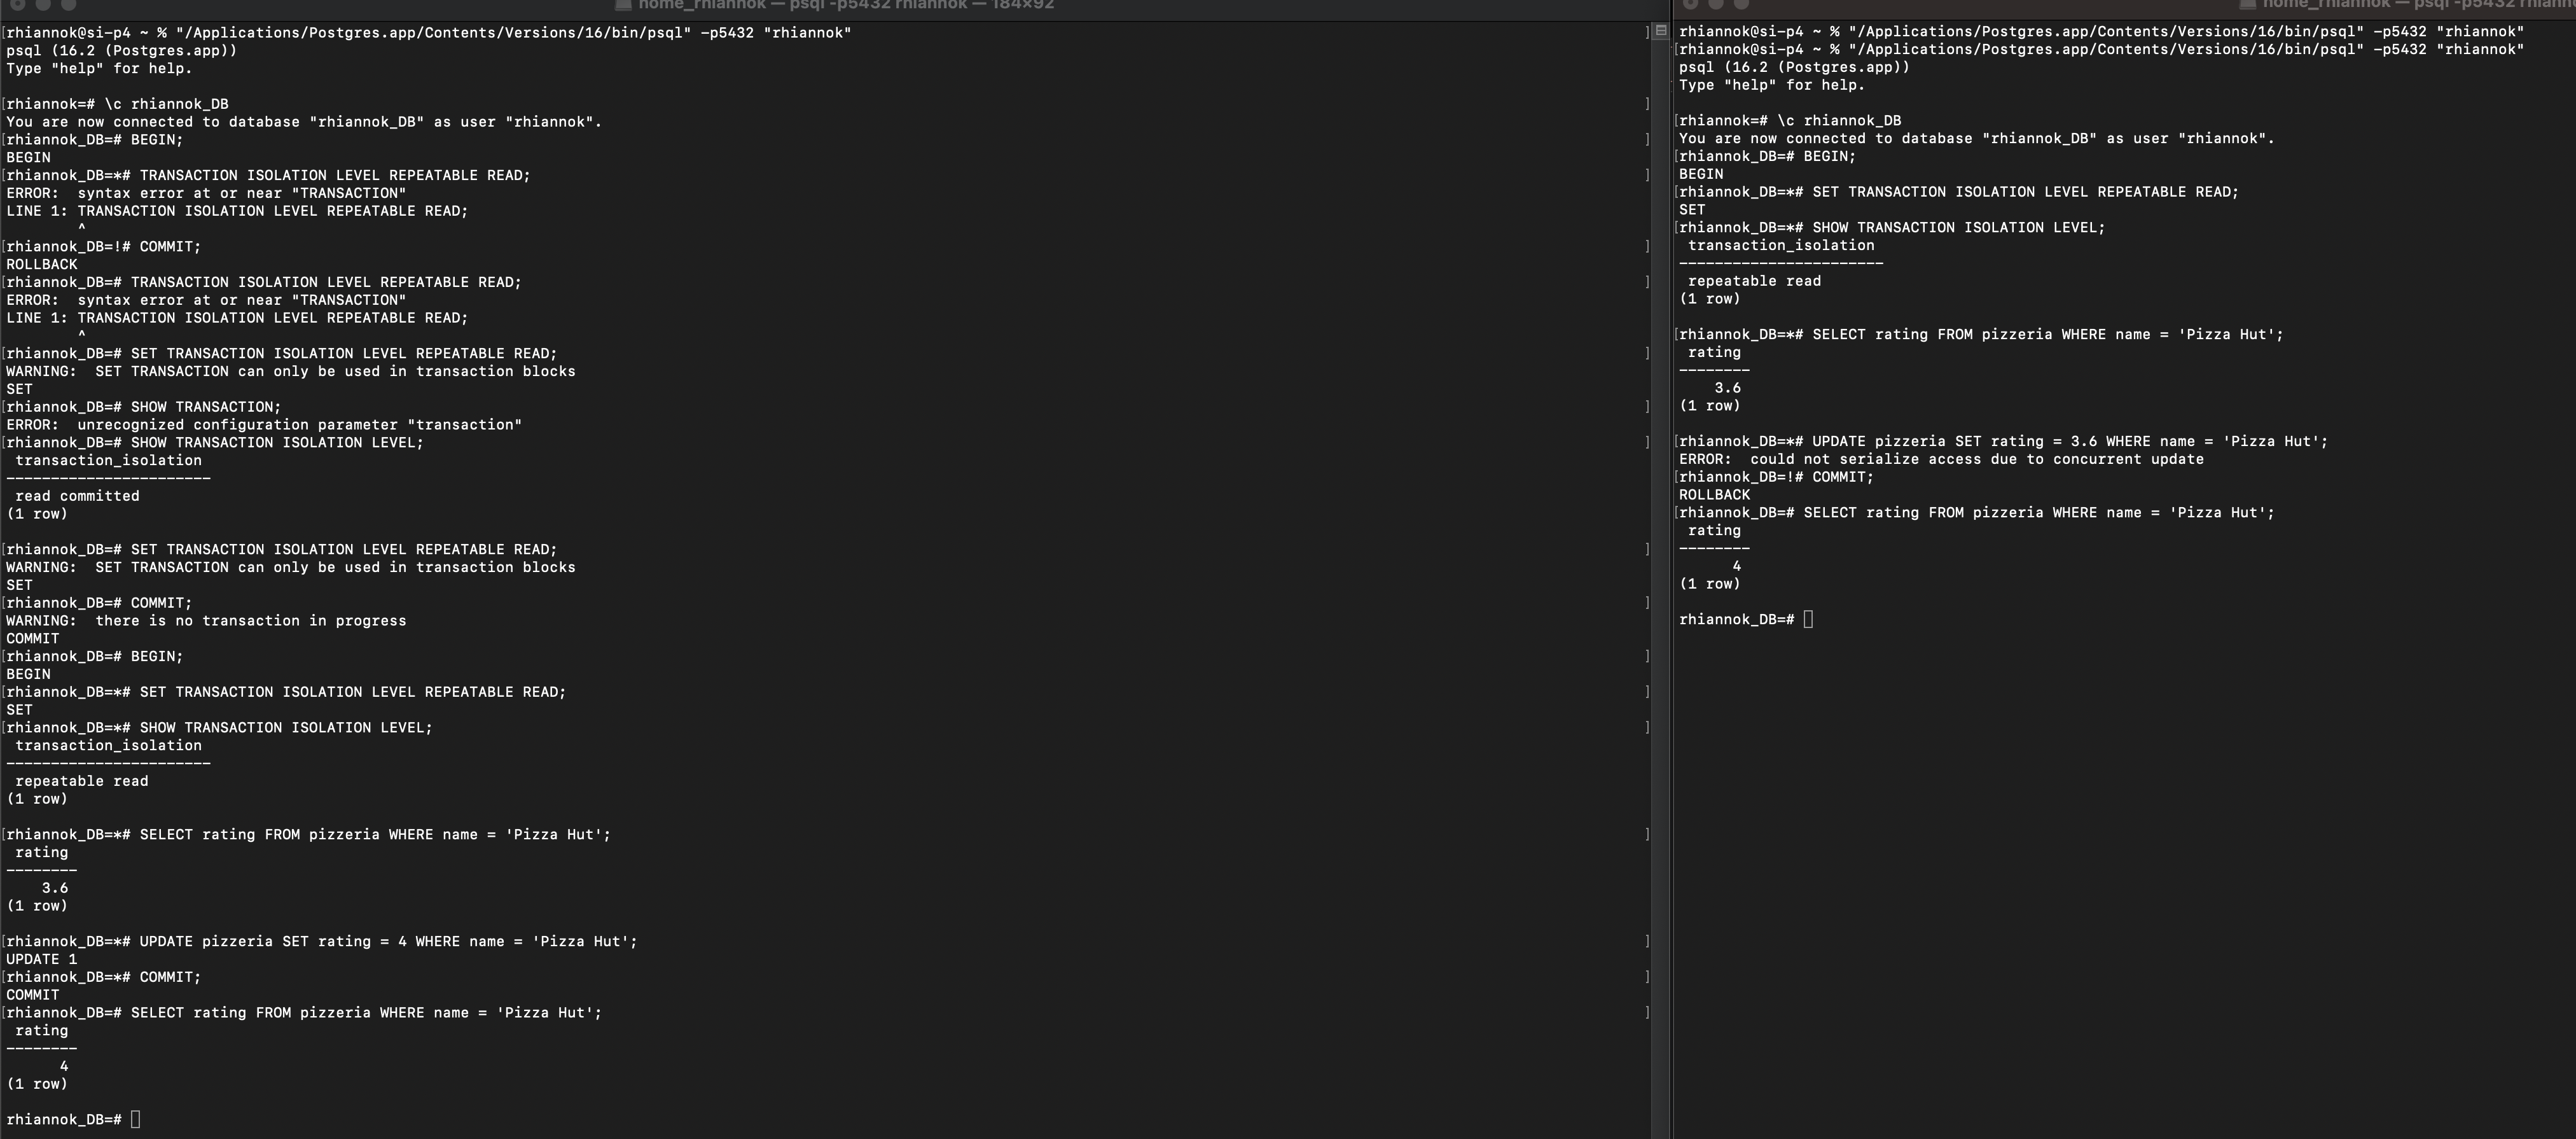 home_rhiannok — psql -p5432 rhiannok — 184×92
[rhiannok@si-p4 ~ % "/Applications/Postgres.app/Contents/Versions/16/bin/psql" -p5432 "rhiannok" ]
psql (16.2 (Postgres.app))
Type "help" for help.
[rhiannok=# \c rhiannok_DB ]
You are now connected to database "rhiannok_DB" as user "rhiannok".
[rhiannok_DB=# BEGIN; ]
BEGIN
[rhiannok_DB=*# TRANSACTION ISOLATION LEVEL REPEATABLE READ; ]
ERROR:  syntax error at or near "TRANSACTION"
LINE 1: TRANSACTION ISOLATION LEVEL REPEATABLE READ;
^
[rhiannok_DB=!# COMMIT; ]
ROLLBACK
[rhiannok_DB=# TRANSACTION ISOLATION LEVEL REPEATABLE READ; ]
ERROR:  syntax error at or near "TRANSACTION"
LINE 1: TRANSACTION ISOLATION LEVEL REPEATABLE READ;
^
[rhiannok_DB=# SET TRANSACTION ISOLATION LEVEL REPEATABLE READ; ]
WARNING:  SET TRANSACTION can only be used in transaction blocks
SET
[rhiannok_DB=# SHOW TRANSACTION; ]
ERROR:  unrecognized configuration parameter "transaction"
[rhiannok_DB=# SHOW TRANSACTION ISOLATION LEVEL; ]
transaction_isolation
-----------------------
read committed
(1 row)
[rhiannok_DB=# SET TRANSACTION ISOLATION LEVEL REPEATABLE READ; ]
WARNING:  SET TRANSACTION can only be used in transaction blocks
SET
[rhiannok_DB=# COMMIT; ]
WARNING:  there is no transaction in progress
COMMIT
[rhiannok_DB=# BEGIN; ]
BEGIN
[rhiannok_DB=*# SET TRANSACTION ISOLATION LEVEL REPEATABLE READ; ]
SET
[rhiannok_DB=*# SHOW TRANSACTION ISOLATION LEVEL; ]
transaction_isolation
-----------------------
repeatable read
(1 row)
[rhiannok_DB=*# SELECT rating FROM pizzeria WHERE name = 'Pizza Hut'; ]
rating
--------
3.6
(1 row)
[rhiannok_DB=*# UPDATE pizzeria SET rating = 4 WHERE name = 'Pizza Hut'; ]
UPDATE 1
[rhiannok_DB=*# COMMIT; ]
COMMIT
[rhiannok_DB=# SELECT rating FROM pizzeria WHERE name = 'Pizza Hut'; ]
rating
--------
4
(1 row)
rhiannok_DB=#
home_rhiannok — psql -p5432 rhiann
rhiannok@si-p4 ~ % "/Applications/Postgres.app/Contents/Versions/16/bin/psql" -p5432 "rhiannok"
[rhiannok@si-p4 ~ % "/Applications/Postgres.app/Contents/Versions/16/bin/psql" -p5432 "rhiannok"
psql (16.2 (Postgres.app))
Type "help" for help.
[rhiannok=# \c rhiannok_DB
You are now connected to database "rhiannok_DB" as user "rhiannok".
[rhiannok_DB=# BEGIN;
BEGIN
[rhiannok_DB=*# SET TRANSACTION ISOLATION LEVEL REPEATABLE READ;
SET
[rhiannok_DB=*# SHOW TRANSACTION ISOLATION LEVEL;
transaction_isolation
-----------------------
repeatable read
(1 row)
[rhiannok_DB=*# SELECT rating FROM pizzeria WHERE name = 'Pizza Hut';
rating
--------
3.6
(1 row)
[rhiannok_DB=*# UPDATE pizzeria SET rating = 3.6 WHERE name = 'Pizza Hut';
ERROR:  could not serialize access due to concurrent update
[rhiannok_DB=!# COMMIT;
ROLLBACK
[rhiannok_DB=# SELECT rating FROM pizzeria WHERE name = 'Pizza Hut';
rating
--------
4
(1 row)
rhiannok_DB=#